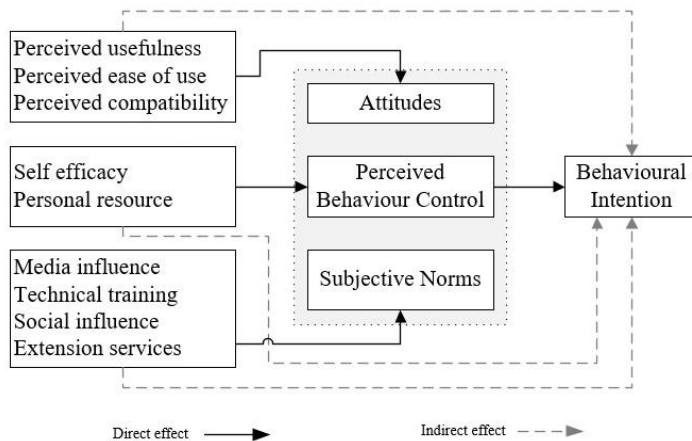 Perceived usefulness
Perceived ease of use
Perceived compatibility
Attitudes
Self efficacy
Personal resource
Perceived
Behaviour Control
Behavioural
Intention
Media influence
Technical training
Social influence
Extension services
Subjective Norms
Direct effect
Indirect effect